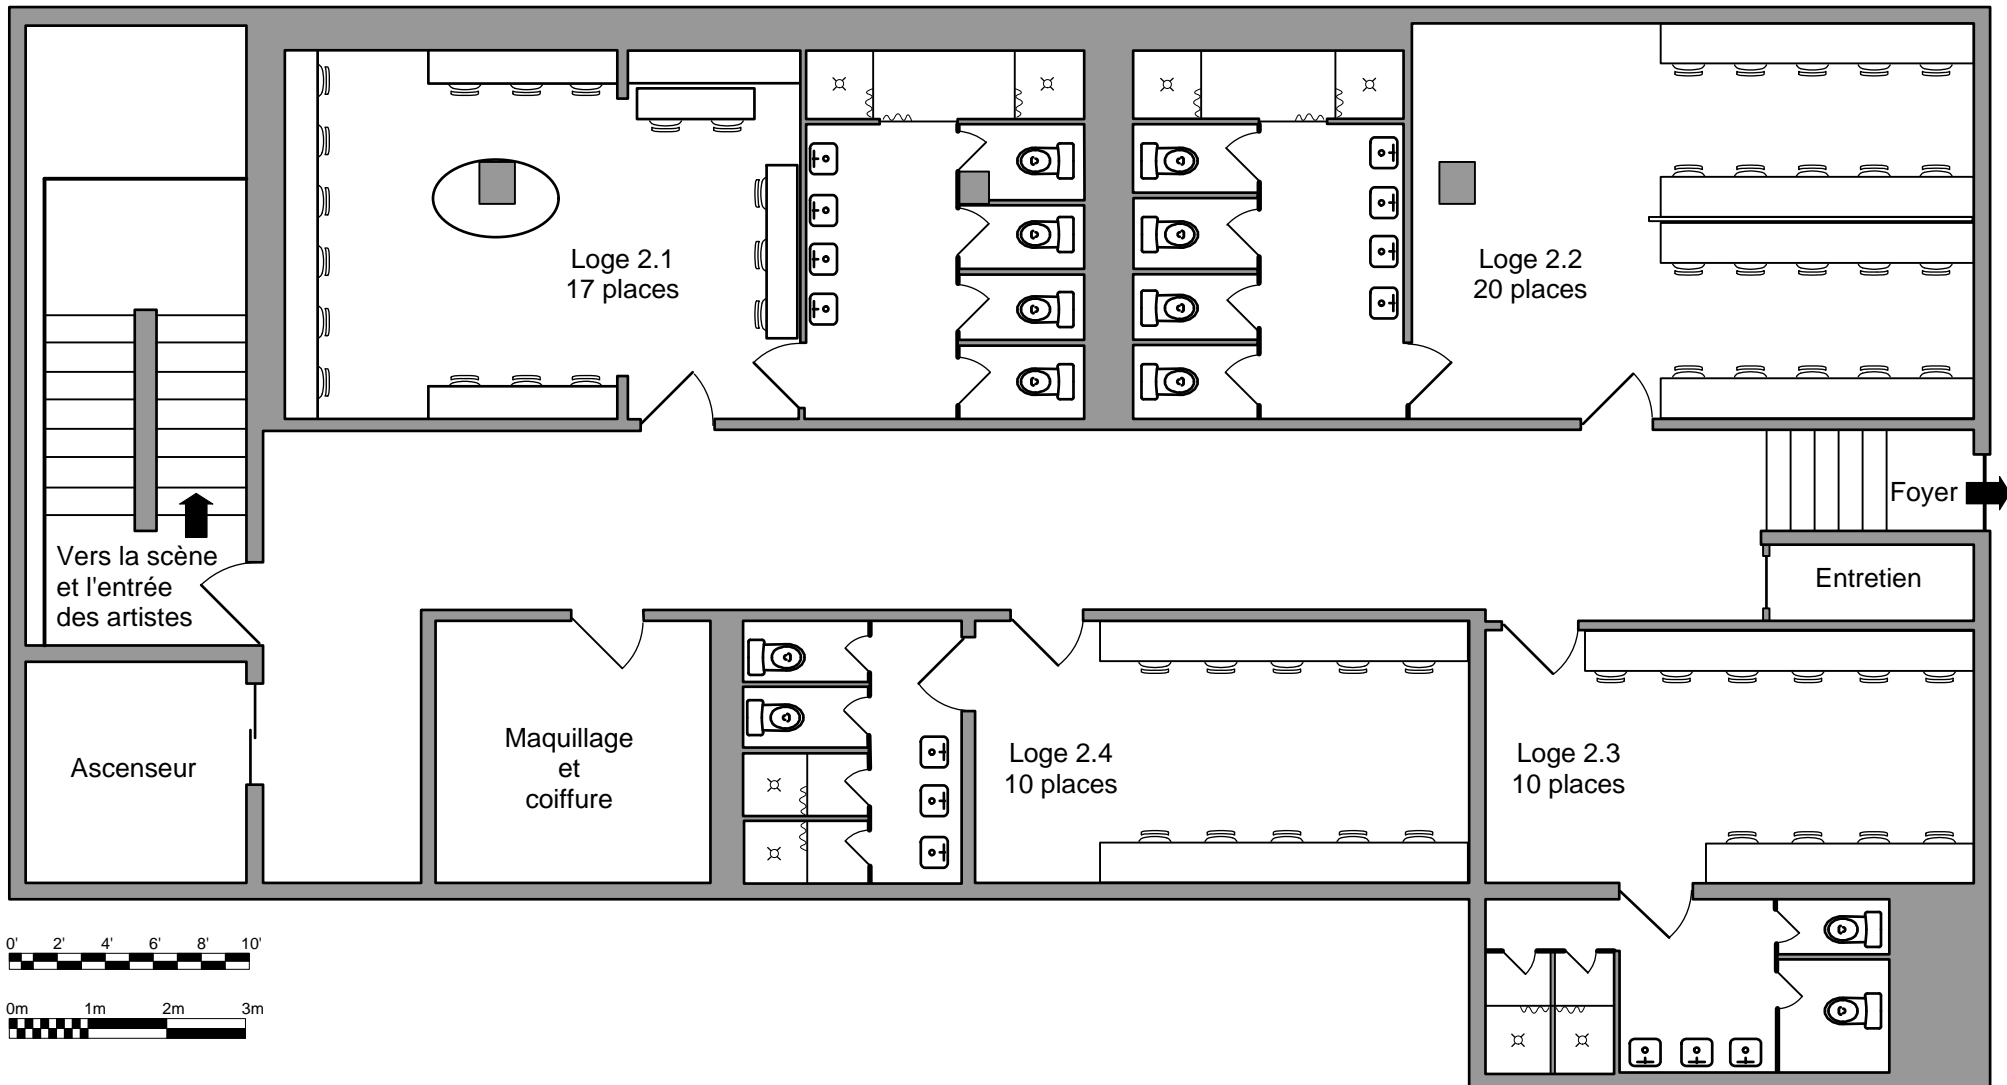 Loge 2.1
17 places
Loge 2.2
20 places
Foyer
Vers la scène
et l'entrée
des artistes
Entretien
Ascenseur
Maquillage
et
coiffure
Loge 2.4
10 places
Loge 2.3
10 places
0' 2' 4' 6' 8' 10'
0m 1m 2m 3m